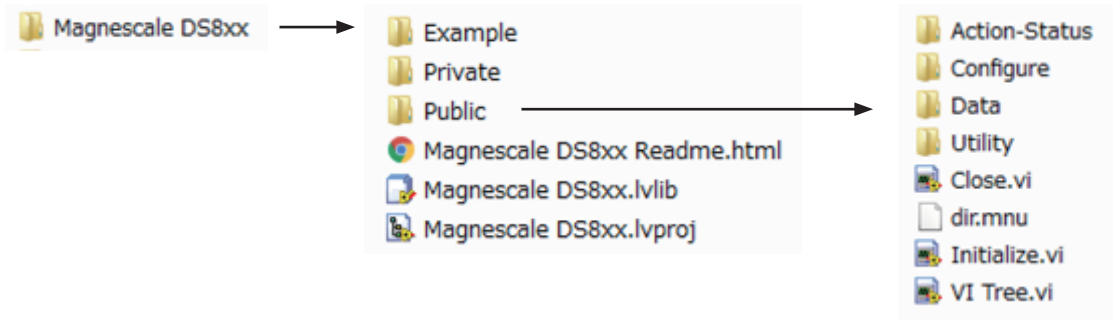 Magnescale DS8xx
Example
Private
Public
Magnescale DS8xx Readme.html
Magnescale DS8xx.lvlib
Magnescale DS8xx.lvproj
Action-Status
Configure
Data
Utility
Close.vi
dir.mnu
Initialize.vi
VI Tree.vi